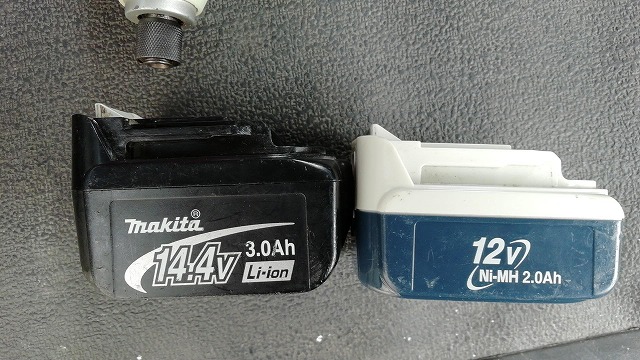 makita®
14.4v 3.0Ah
Li-ion
12v
Ni-MH 2.0Ah